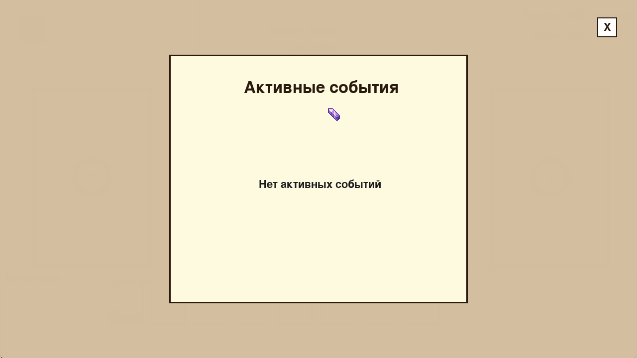 X
Активные события
Нет активных событий